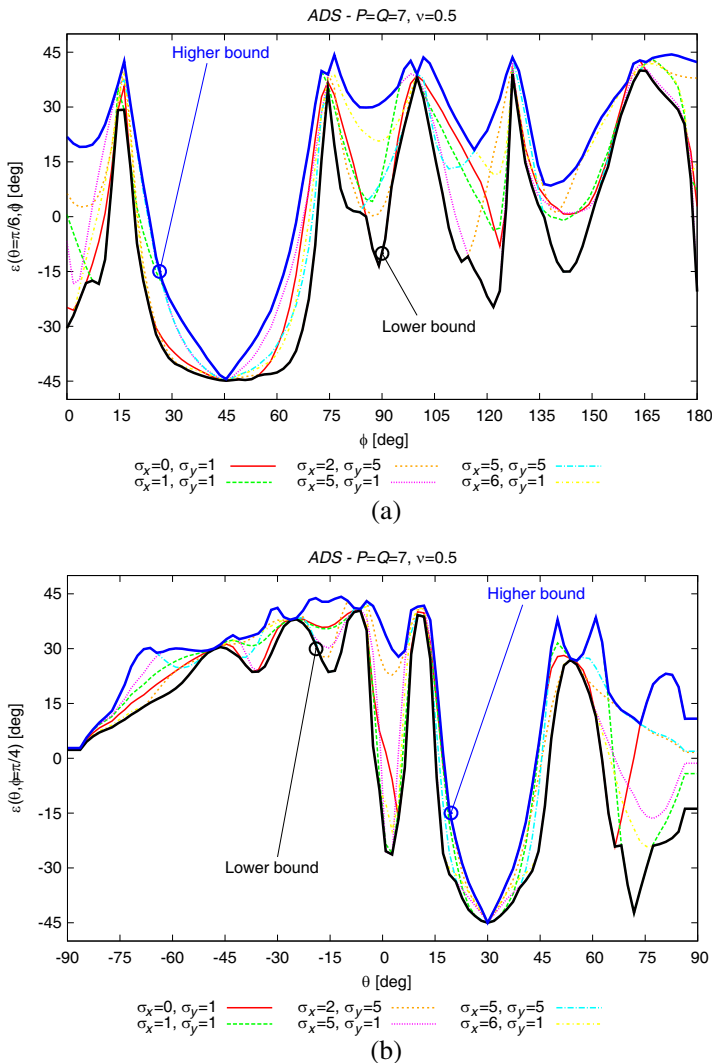 ADS - P=Q=7, ν=0.5
ε(θ=π/6,ϕ) [deg]
45
30
15
0
-15
-30
-45
Higher bound
Lower bound
0 15 30 45 60 75 90 105 120 135 145 165 180
ϕ [deg]
σx=0, σy=1 σx=2, σy=5 σx=5, σy=5
σx=1, σy=1 σx=5, σy=1 σx=6, σy=1
(a)
ADS - P=Q=7, ν=0.5
ε(θ,ϕ=π/4) [deg]
45
30
15
0
-15
-30
-45
Higher bound
Lower bound
-90 -75 -60 -45 -30 -15 0 15 30 45 60 75 90
θ [deg]
σx=0, σy=1 σx=2, σy=5 σx=5, σy=5
σx=1, σy=1 σx=5, σy=1 σx=6, σy=1
(b)